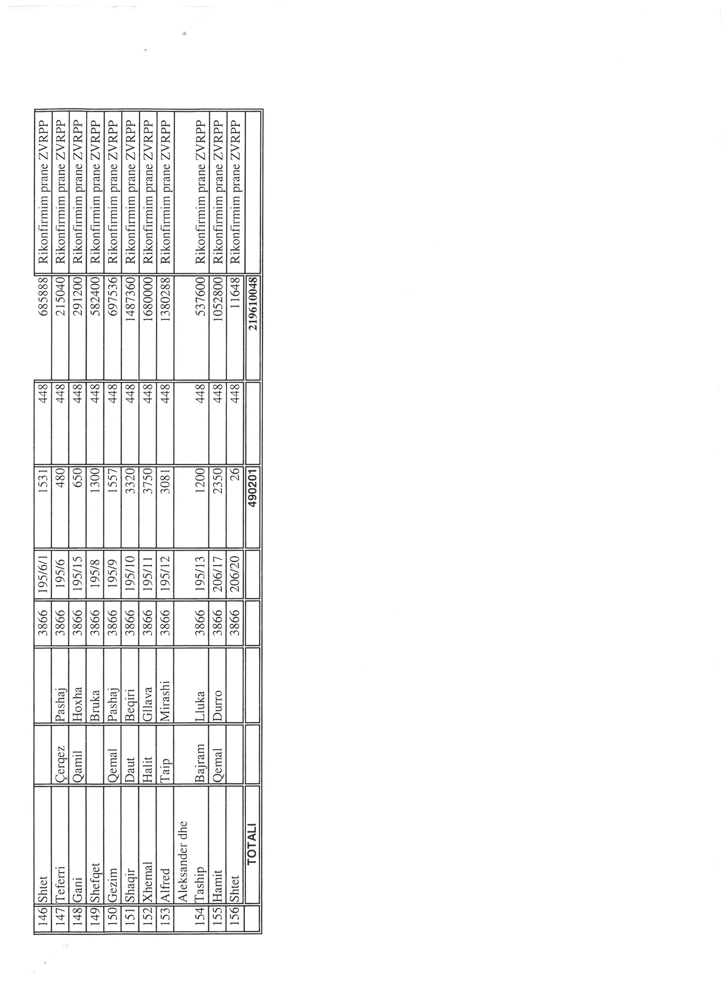 146 Shtet 3866 195/6/1 1531 448 685888 Rikonfirmim prane ZVRPP
147 Teferri Çerqez Pashaj 3866 195/6 480 448 215040 Rikonfirmim prane ZVRPP
148 Gani Qamil Hoxha 3866 195/15 650 448 291200 Rikonfirmim prane ZVRPP
149 Shefqet Bruka 3866 195/8 1300 448 582400 Rikonfirmim prane ZVRPP
150 Gezim Qemal Pashaj 3866 195/9 1557 448 697536 Rikonfirmim prane ZVRPP
151 Shaqir Daut Beqiri 3866 195/10 3320 448 1487360 Rikonfirmim prane ZVRPP
152 Xhemal Halit Gllava 3866 195/11 3750 448 1680000 Rikonfirmim prane ZVRPP
153 Alfred Taip Mirashi 3866 195/12 3081 448 1380288 Rikonfirmim prane ZVRPP
Aleksander dhe
154 Taship Bajram Lluka 3866 195/13 1200 448 537600 Rikonfirmim prane ZVRPP
155 Hamit Qemal Durro 3866 206/17 2350 448 1052800 Rikonfirmim prane ZVRPP
156 Shtet 3866 206/20 26 448 11648 Rikonfirmim prane ZVRPP
TOTALI 490201 219610048